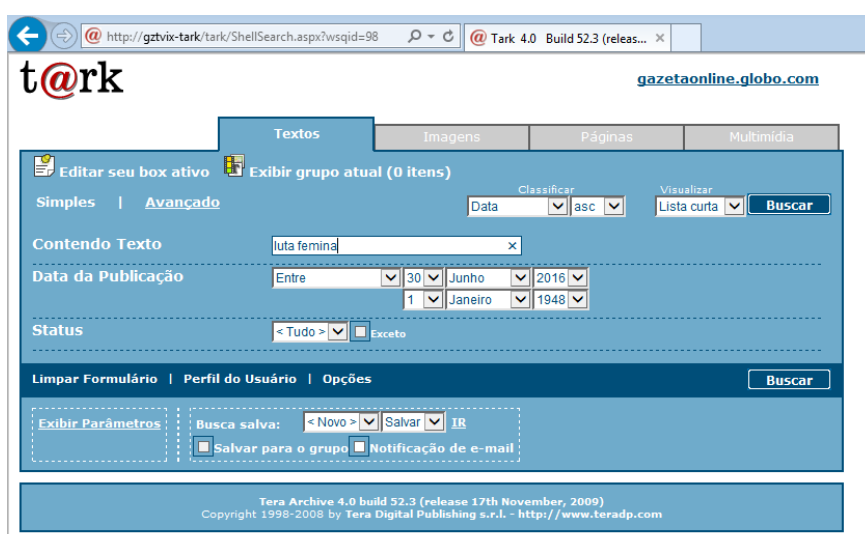 http://gztvix-tark/tark/ShellSearch.aspx?wsqid=98
Tark 4.0 Build 52.3 (releas...
t@rk
gazetaonline.globo.com
Textos Imagens Páginas Multimídia
Editar seu box ativo Exibir grupo atual (0 itens)
Classificar Visualizar
Simples | Avançado Data asc Lista curta Buscar
Contendo Texto luta femina
Data da Publicação Entre 30 Junho 2016
1 Janeiro 1948
Status < Tudo > Exceto
Limpar Formulário | Perfil do Usuário | Opções Buscar
Exibir Parâmetros Busca salva: < Novo > Salvar IR
Salvar para o grupo Notificação de e-mail
Tera Archive 4.0 build 52.3 (release 17th November, 2009)
Copyright 1998-2008 by Tera Digital Publishing s.r.l. - http://www.teradp.com